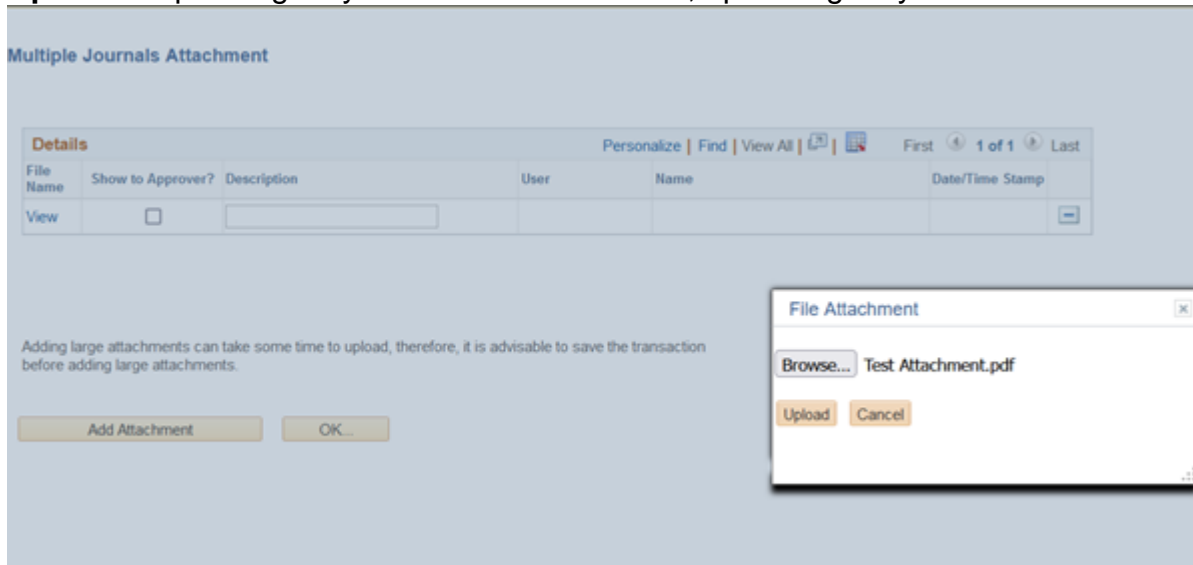 Multiple Journals Attachment
Details Personalize | Find | View All | | First 1 of 1 Last
File Name Show to Approver? Description User Name Date/Time Stamp
View
File Attachment
Adding large attachments can take some time to upload, therefore, it is advisable to save the transaction
before adding large attachments.
Browse... Test Attachment.pdf
Upload Cancel
Add Attachment OK...